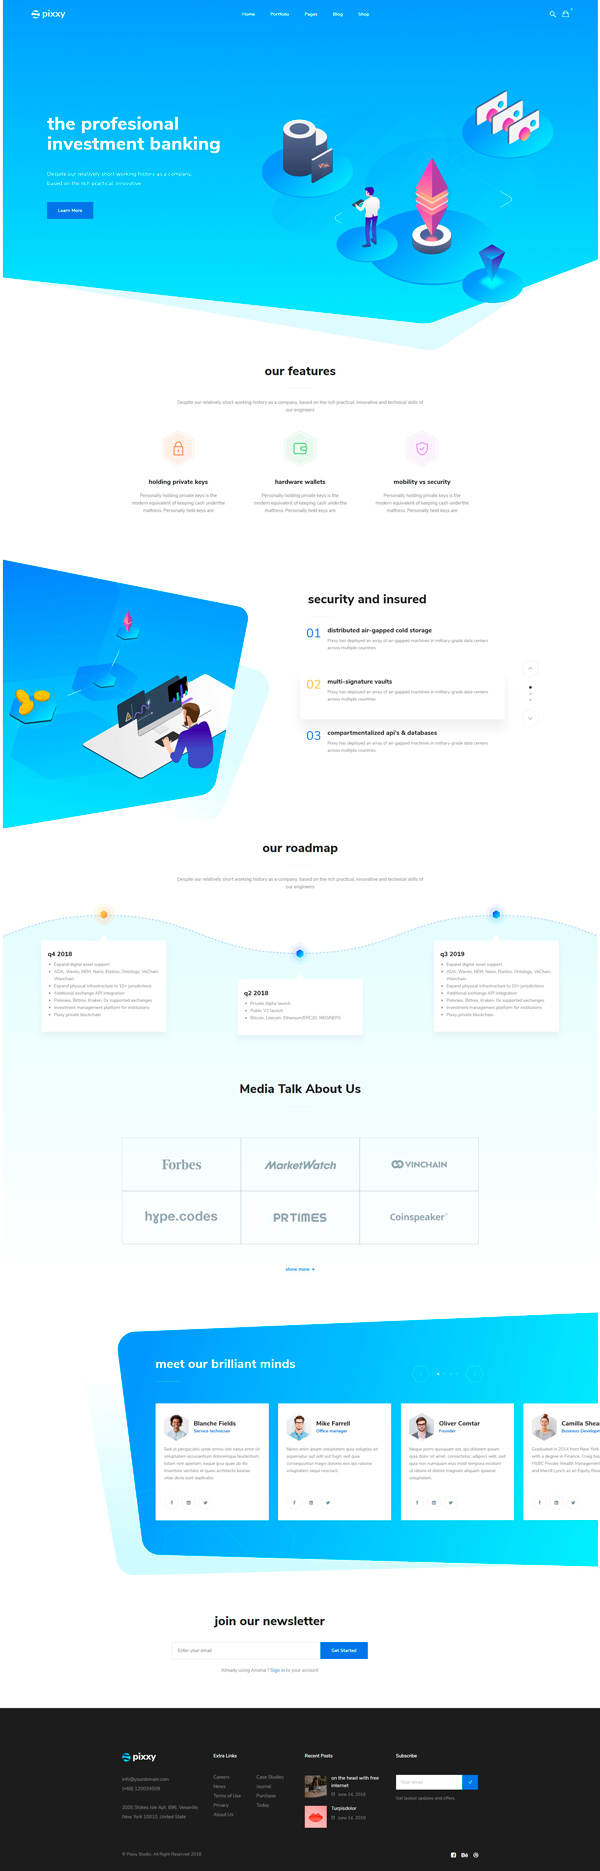 pixxy
Home Portfolio Pages Blog Shop
the profesional
investment banking
Despite our relatively short working history as a company,
based on the rich practical, innovative
Learn More
our features
Despite our relatively short working history as a company, based on the rich practical, innovative and technical skills of
our engineers
holding private keys
Personally holding private keys is the
modern equivalent of keeping cash underthe
mattress. Personally held keys are
hardware wallets
Personally holding private keys is the
modern equivalent of keeping cash underthe
mattress. Personally held keys are
mobility vs security
Personally holding private keys is the
modern equivalent of keeping cash underthe
mattress. Personally held keys are
security and insured
01 distributed air-gapped cold storage
Pixxy has deployed an array of air-gapped machines in military-grade data centers
across multiple countries
02 multi-signature vaults
Pixxy has deployed an array of air-gapped machines in military-grade data centers
across multiple countries
03 compartmentalized api's & databases
Pixxy has deployed an array of air-gapped machines in military-grade data centers
across multiple countries
our roadmap
Despite our relatively short working history as a company, based on the rich practical, innovative and technical skills of
our engineers
q4 2018
Expand digital asset support
ADA, Waves, NEM, Nano, Elastos, Ontology, VeChain,
Wanchain
Expand physical infrastructure to 10+ jurisdictions
Additional exchange API integration
Poloniex, Bittrex, Kraken, 0x supported exchanges
Investment management platform for institutions
Pixxy private blockchain
q2 2018
Private Alpha launch
Public V1 launch
Bitcoin, Litecoin, Ethereum/ERC20, NEO/NEP5
q3 2019
Expand digital asset support
ADA, Waves, NEM, Nano, Elastos, Ontology, VeChain,
Wanchain
Expand physical infrastructure to 10+ jurisdictions
Additional exchange API integration
Poloniex, Bittrex, Kraken, 0x supported exchanges
Investment management platform for institutions
Pixxy private blockchain
Media Talk About Us
Forbes MarketWatch VINCHAIN
hype.codes PR TIMES Coinspeaker
show more
meet our brilliant minds
Blanche Fields
Service technician
Sed ut perspiciatis unde omnis iste natus error sit
voluptatem accusantium doloremque laudantium,
totam rem aperiam, eaque ipsa quae ab illo
inventore veritatis et quasi architecto beatae
vitae dicta sunt explicabo.
Mike Farrell
Office manager
Nemo enim ipsam voluptatem quia voluptas sit
aspernatur aut odit aut fugit, sed quia
consequuntur magni dolores eos qui ratione
voluptatem sequi nesciunt.
Oliver Comtar
Founder
Neque porro quisquam est, qui dolorem ipsum
quia dolor sit amet, consectetur, adipisci velit, sed
quia non numquam eius modi tempora incidunt
ut labore et dolore magnam aliquam quaerat
voluptatem.
Camilla Shea
Business Develop
Graduated in 2014 from New York
with a degree in Finance, Craig has
HSBC Private Wealth Management
and Merrill Lynch as an Equity Rese
join our newsletter
Enter your email Get Started
Already using Aroma ? Sign in to your account
pixxy
info@yourdomain.com
(+68) 120034509
2005 Stokes Isle Apt. 896, Venaville,
New York 10010, United State
Extra Links
Careers
News
Terms of Use
Privacy
About Us
Case Studies
Journal
Purchase
Today
Recent Posts
on the head with free
internet
June 14, 2018
Turpisdolor
June 14, 2018
Subscribe
Your email
Get lastest updates and offers.
© Pixxy Studio. All Right Reserved 2018